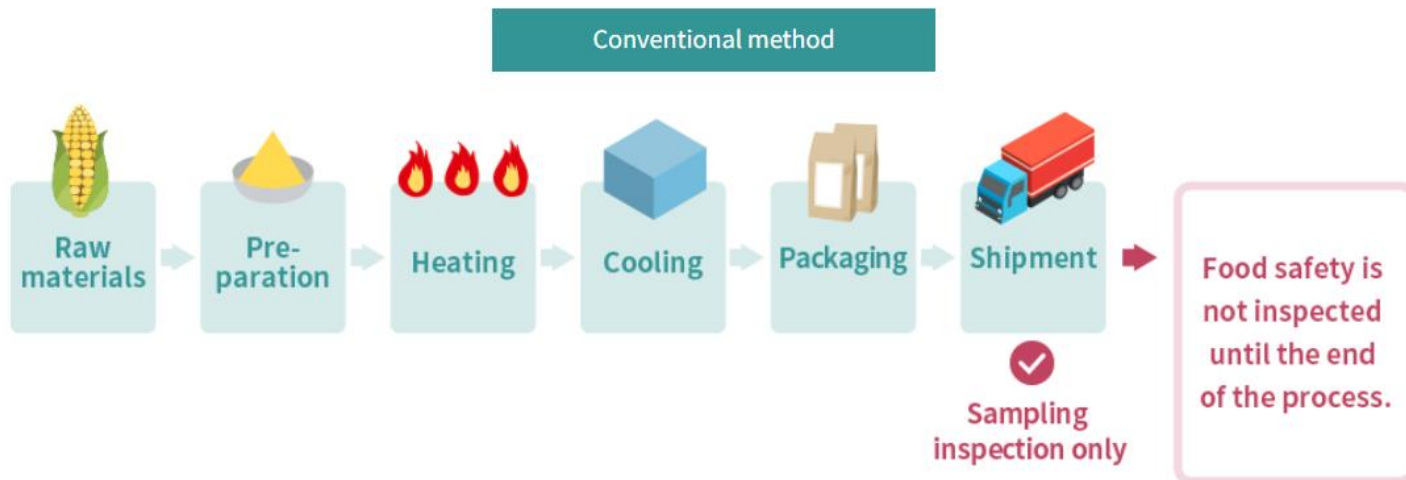 Conventional method
Raw
materials
Pre-
paration
Heating
Cooling
Packaging
Shipment
Sampling
inspection only
Food safety is
not inspected
until the end
of the process.